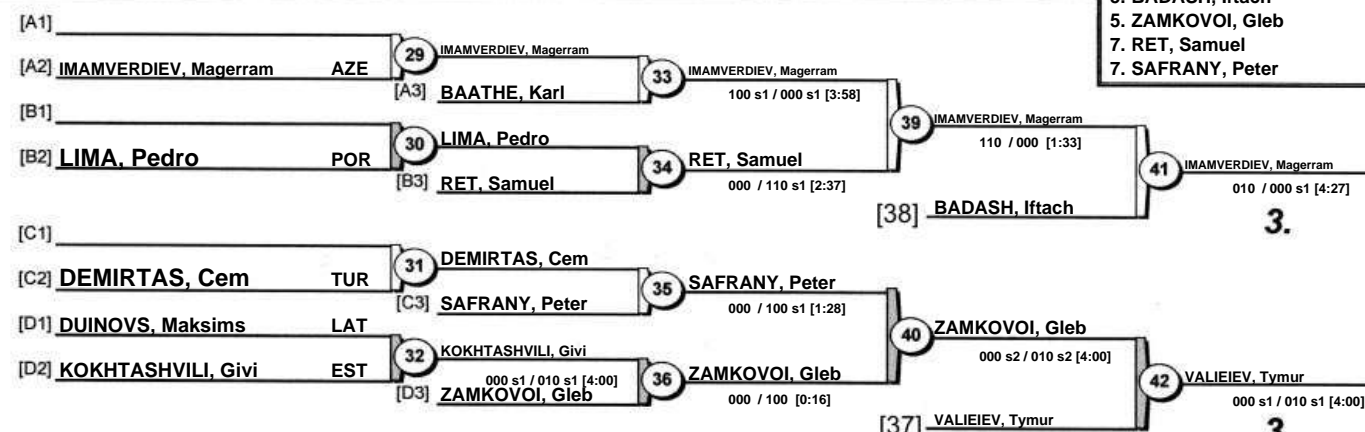 5. ZAMKOVOI, Gleb
7. RET, Samuel
7. SAFRANY, Peter
[A1]
[A2] IMAMVERDIEV, Magerram AZE
29
IMAMVERDIEV, Magerram
[A3] BAATHE, Karl
33
IMAMVERDIEV, Magerram
100 s1 / 000 s1 [3:58]
[B1]
[B2] LIMA, Pedro POR
30
LIMA, Pedro
[B3] RET, Samuel
34
RET, Samuel
000 / 110 s1 [2:37]
39
IMAMVERDIEV, Magerram
110 / 000 [1:33]
[38] BADASH, Iftach
41
IMAMVERDIEV, Magerram
010 / 000 s1 [4:27]
3.
[C1]
[C2] DEMIRTAS, Cem TUR
31
DEMIRTAS, Cem
[C3] SAFRANY, Peter
35
SAFRANY, Peter
000 / 100 s1 [1:28]
[D1] DUINOVS, Maksims LAT
[D2] KOKHTASHVILI, Givi EST
32
KOKHTASHVILI, Givi
000 s1 / 010 s1 [4:00]
[D3] ZAMKOVOI, Gleb
36
ZAMKOVOI, Gleb
000 / 100 [0:16]
40
ZAMKOVOI, Gleb
000 s2 / 010 s2 [4:00]
[37] VALIEIEV, Tymur
42
VALIEIEV, Tymur
000 s1 / 010 s1 [4:00]